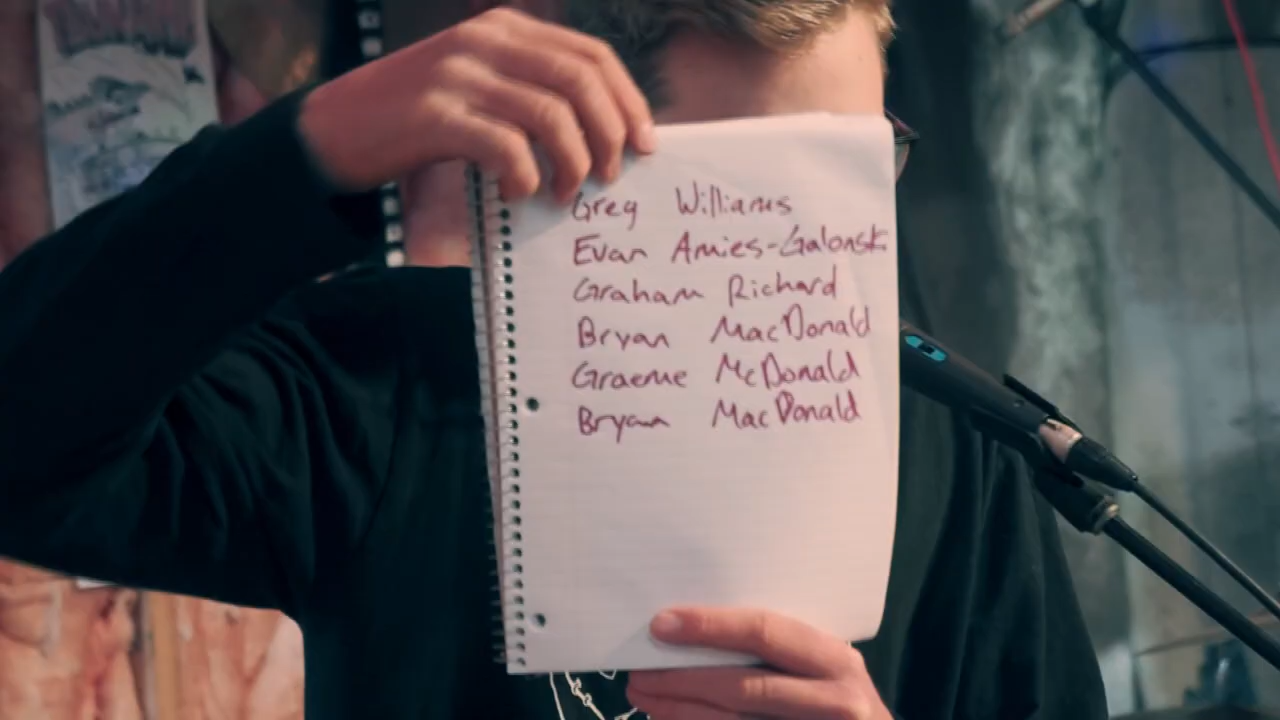 Greg Williams
Evan Amies-Galonski
Graham Richard
Bryan MacDonald
Graeme McDonald
Bryan MacDonald